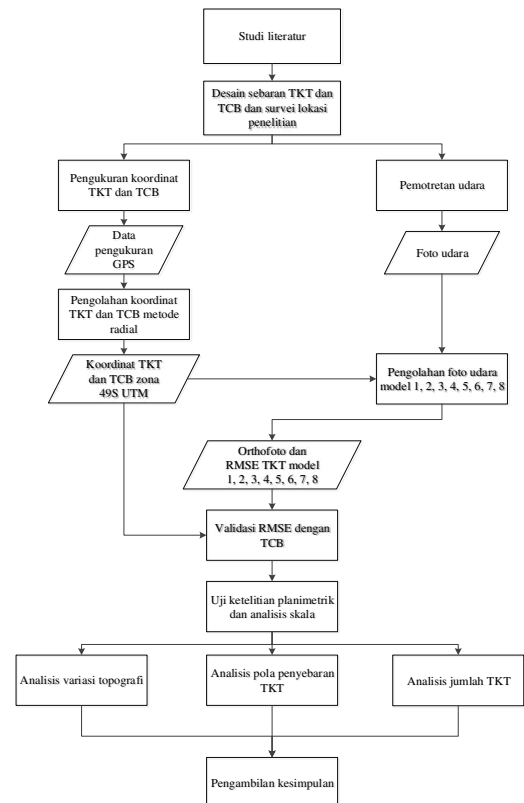 Studi literatur
Desain sebaran TKT dan
TCB dan survei lokasi
penelitian
Pengukuran koordinat
TKT dan TCB
Pemotretan udara
Data
pengukuran
GPS
Foto udara
Pengolahan koordinat
TKT dan TCB metode
radial
Koordinat TKT
dan TCB zona
49S UTM
Pengolahan foto udara
model 1, 2, 3, 4, 5, 6, 7, 8
Orthofoto dan
RMSE TKT model
1, 2, 3, 4, 5, 6, 7, 8
Validasi RMSE dengan
TCB
Uji ketelitian planimetrik
dan analisis skala
Analisis variasi topografi
Analisis pola penyebaran
TKT
Analisis jumlah TKT
Pengambilan kesimpulan